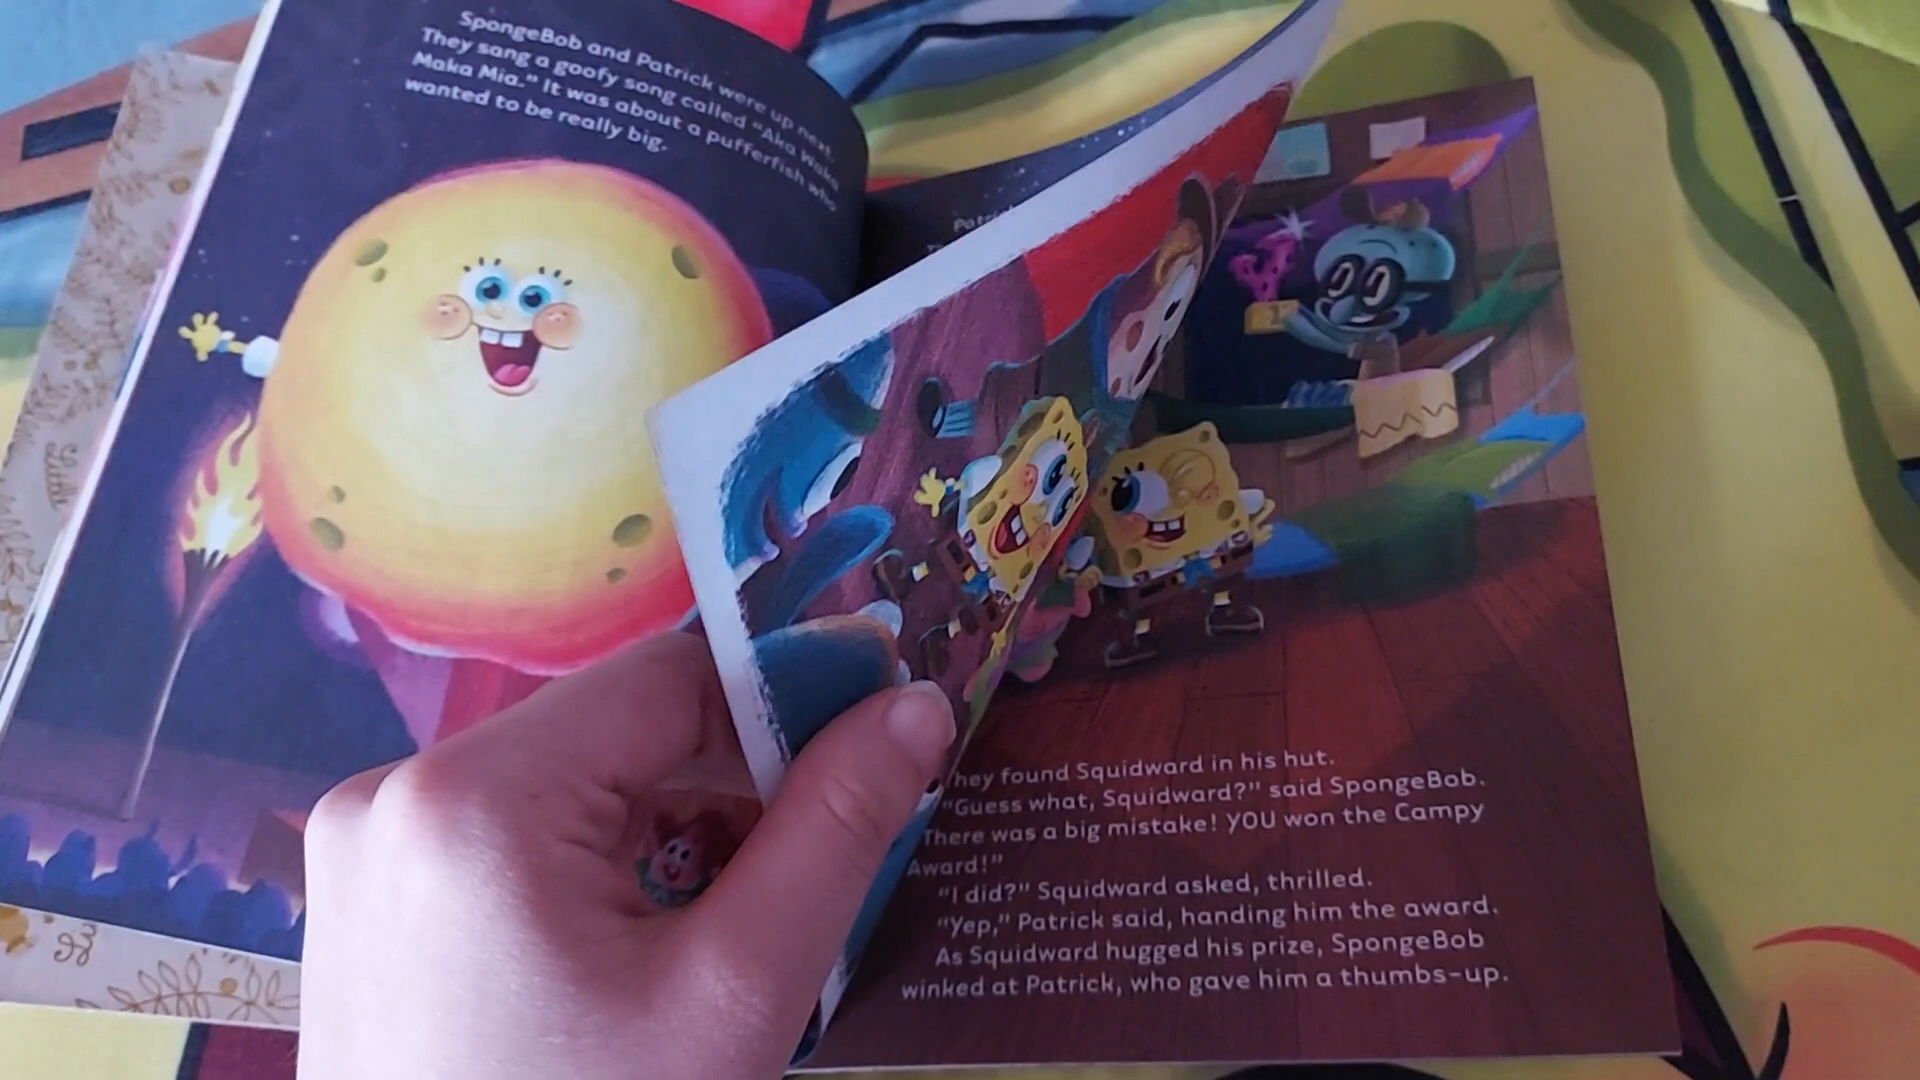 SpongeBob and Patrick were up next.
They sang a goofy song called "Aka Waka
Maka Mia." It was about a pufferfish who
wanted to be really big.
hey found Squidward in his hut.
"Guess what, Squidward?" said SpongeBob.
There was a big mistake! YOU won the Campy
Award!"
"I did?" Squidward asked, thrilled.
"Yep," Patrick said, handing him the award.
As Squidward hugged his prize, SpongeBob
winked at Patrick, who gave him a thumbs-up.